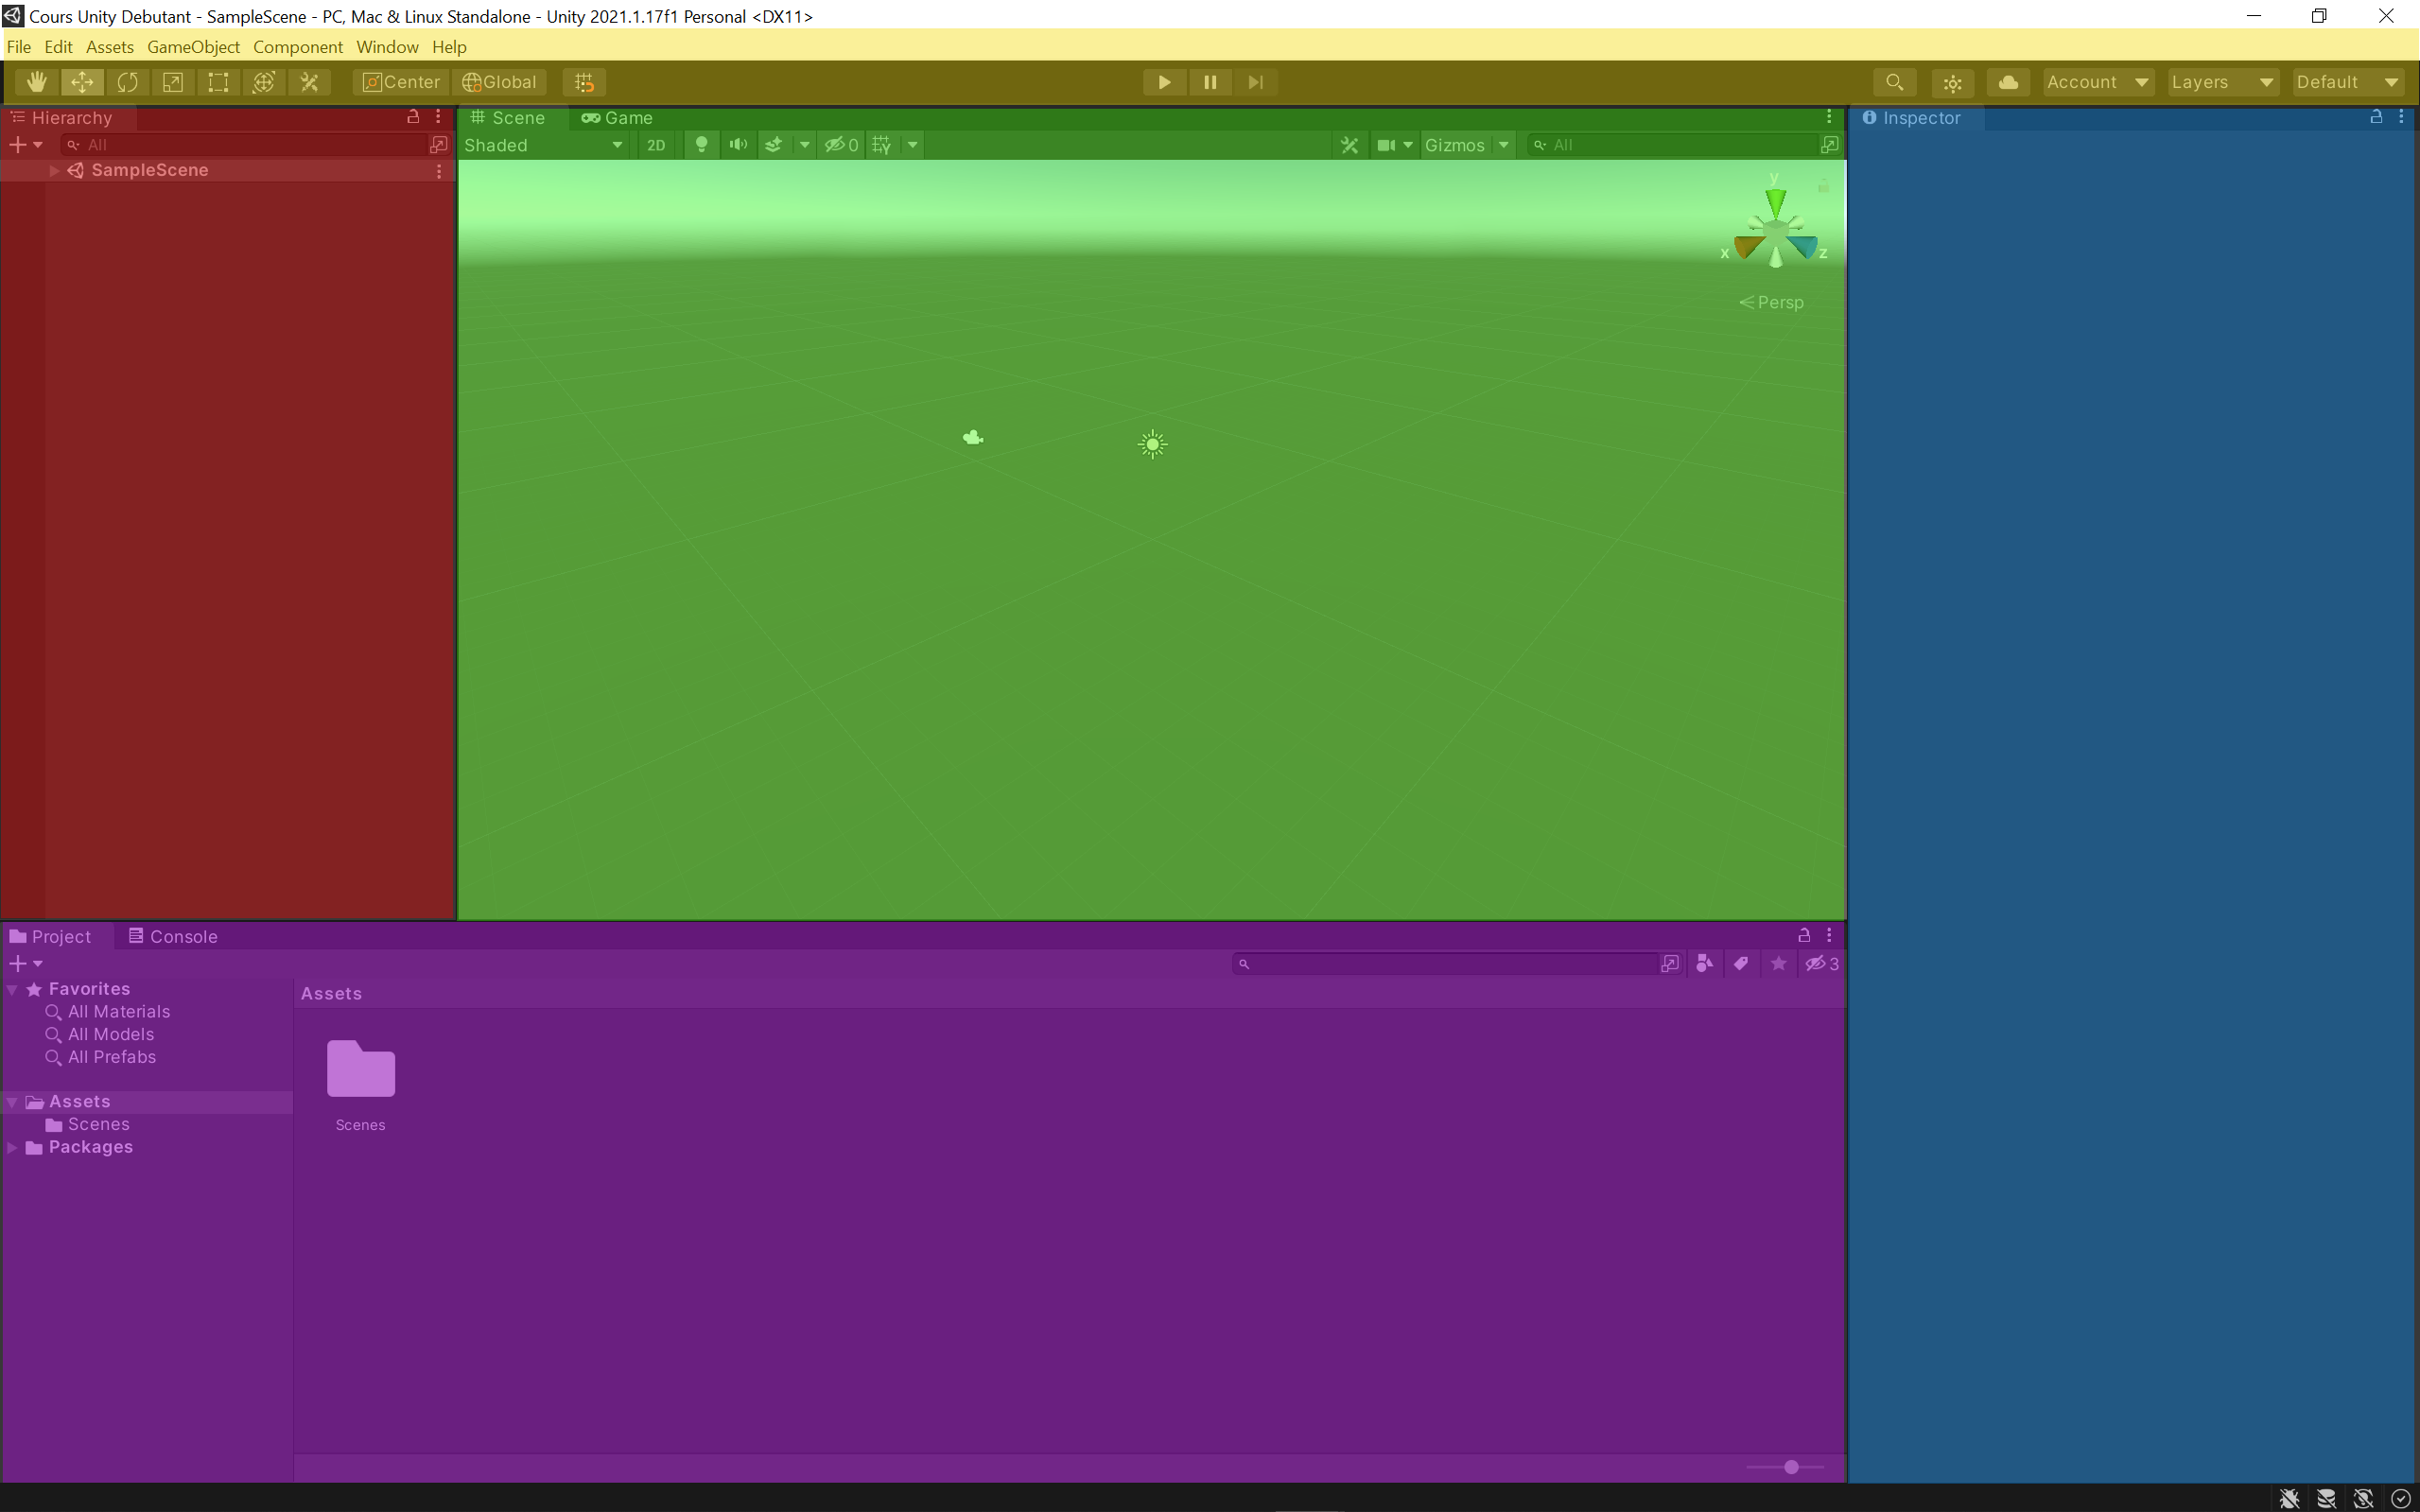 Cours Unity Debutant - SampleScene - PC, Mac & Linux Standalone - Unity 2021.1.17f1 Personal <DX11>
File Edit Assets GameObject Component Window Help
Center Global Account Layers Default
Hierarchy
All
SampleScene
Scene Game
Shaded 2D 0 Gizmos All
y
x z
Persp
Inspector
Project Console
3
Favorites
All Materials
All Models
All Prefabs
Assets
Scenes
Packages
Assets
Scenes